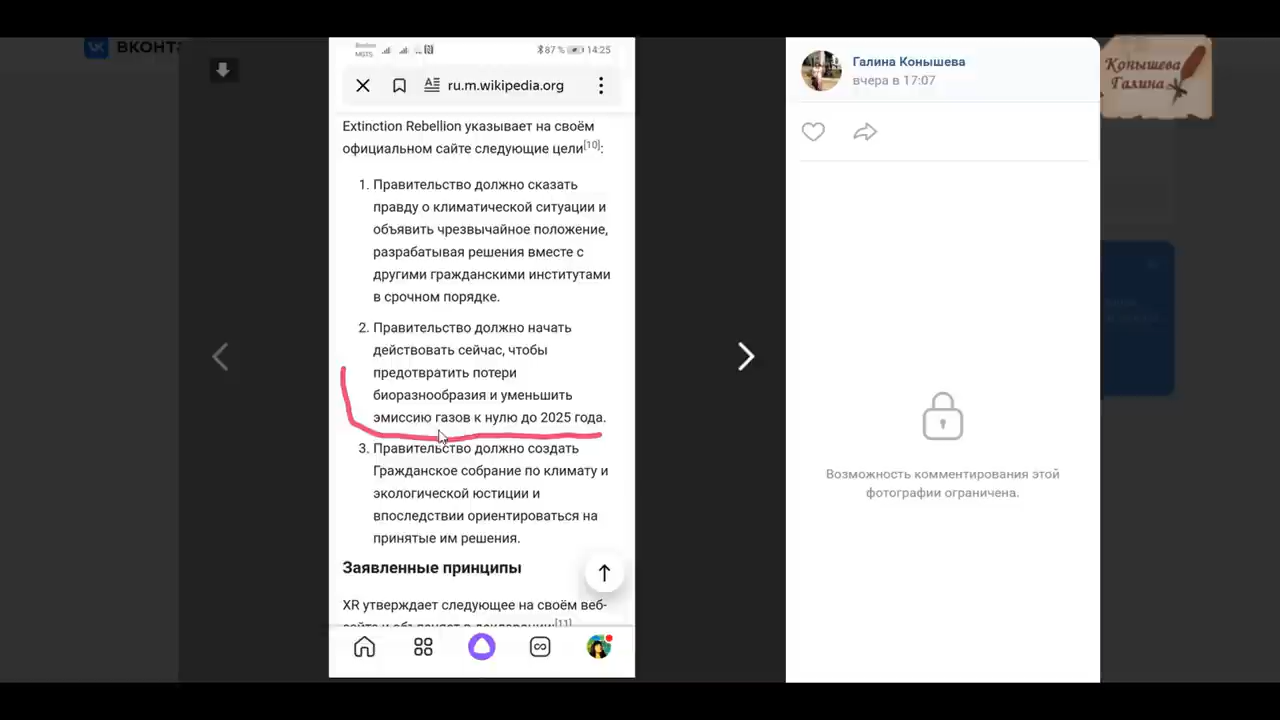 ВКОНТ
87 % 14:25
ru.m.wikipedia.org
Extinction Rebellion указывает на своём
официальном сайте следующие цели[10]:
1. Правительство должно сказать
правду о климатической ситуации и
объявить чрезвычайное положение,
разрабатывая решения вместе с
другими гражданскими институтами
в срочном порядке.
2. Правительство должно начать
действовать сейчас, чтобы
предотвратить потери
биоразнообразия и уменьшить
эмиссию газов к нулю до 2025 года.
3. Правительство должно создать
Гражданское собрание по климату и
экологической юстиции и
впоследствии ориентироваться на
принятые им решения.
Заявленные принципы
XR утверждает следующее на своём веб-
Галина Конышева
вчера в 17:07
Возможность комментирования этой
фотографии ограничена.
Конышева
Галина